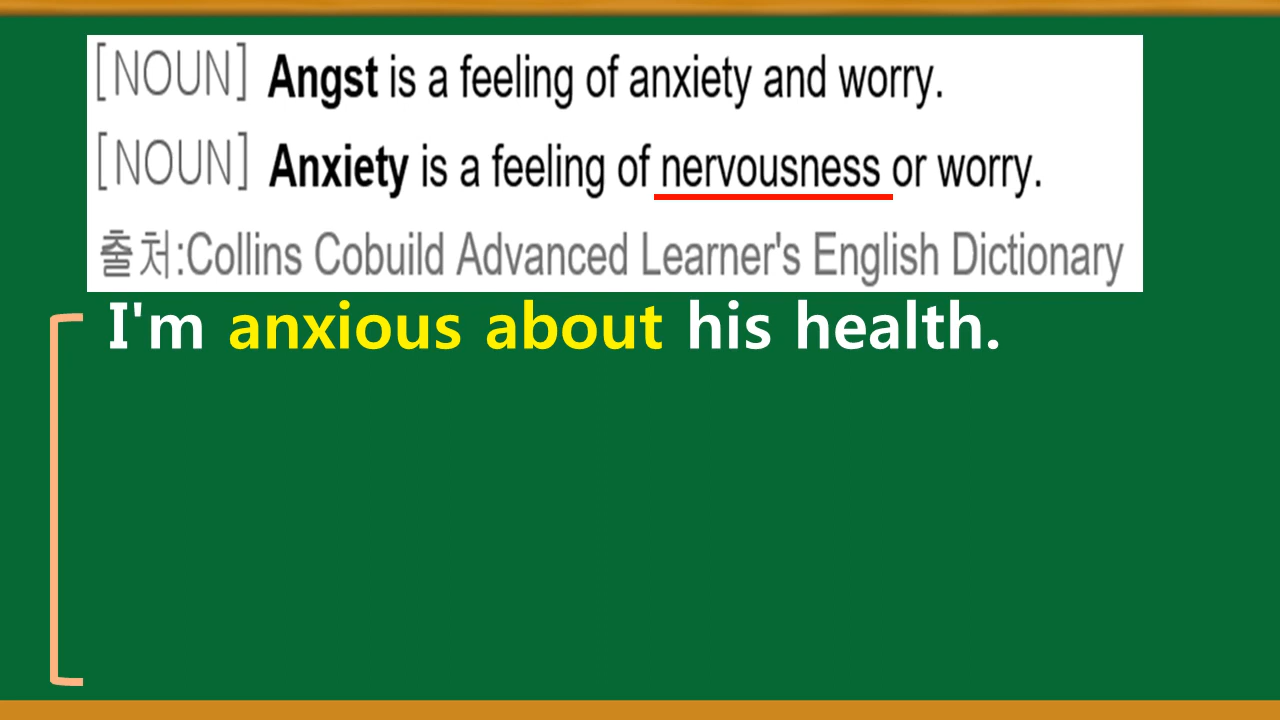 [NOUN] Angst is a feeling of anxiety and worry.
[NOUN] Anxiety is a feeling of nervousness or worry.
출처:Collins Cobuild Advanced Learner's English Dictionary
I'm anxious about his health.